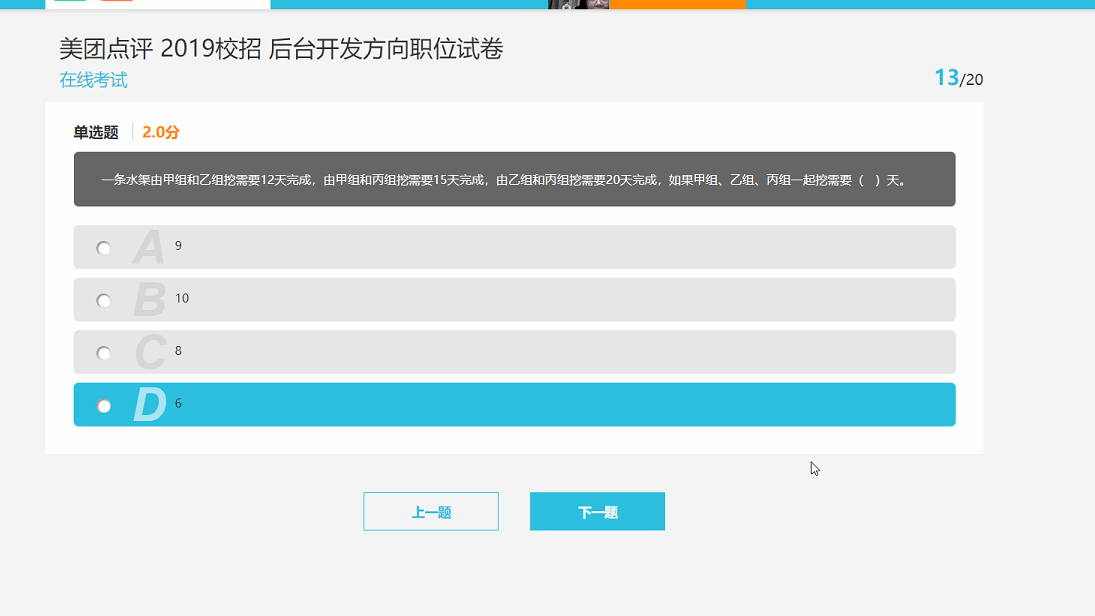 美团点评 2019校招 后台开发方向职位试卷
在线考试
13/20
单选题 2.0分
一条水渠由甲组和乙组挖需要12天完成，由甲组和丙组挖需要15天完成，由乙组和丙组挖需要20天完成，如果甲组、乙组、丙组一起挖需要（ ）天。
A 9
B 10
C 8
D 6
上一题 下一题